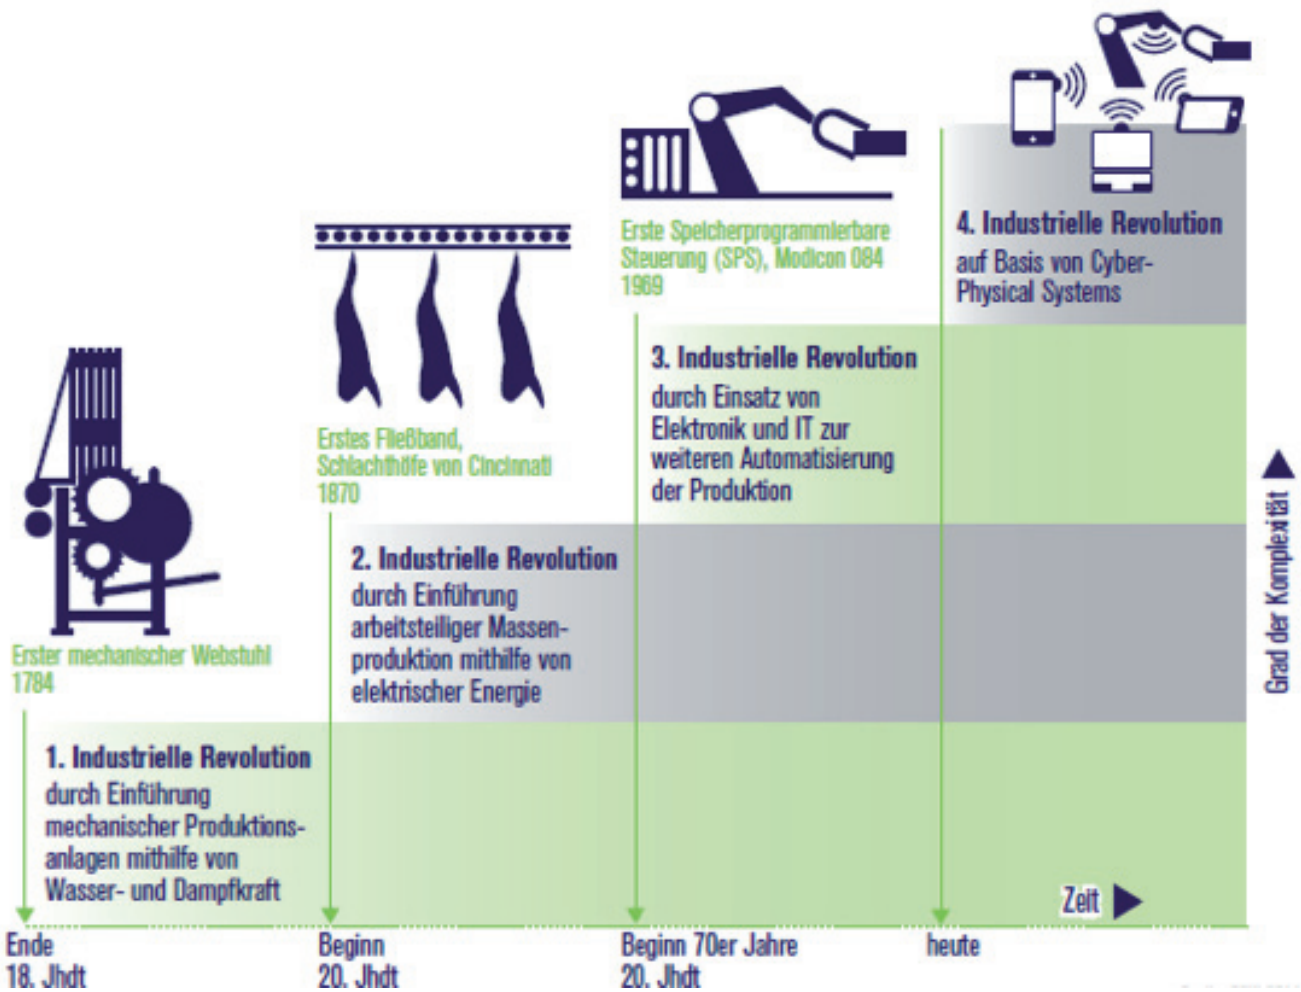 4. Industrielle Revolution
auf Basis von Cyber-
Physical Systems
Erste Speicherprogrammierbare
Steuerung (SPS), Modicon 084
1969
3. Industrielle Revolution
durch Einsatz von
Elektronik und IT zur
weiteren Automatisierung
der Produktion
Erstes Fließband,
Schlachthöfe von Cincinnati
1870
2. Industrielle Revolution
durch Einführung
arbeitsteiliger Massen-
produktion mithilfe von
elektrischer Energie
Erster mechanischer Webstuhl
1784
1. Industrielle Revolution
durch Einführung
mechanischer Produktions-
anlagen mithilfe von
Wasser- und Dampfkraft
Grad der Komplexität
Zeit
Ende
18. Jhdt
Beginn
20. Jhdt
Beginn 70er Jahre
20. Jhdt
heute